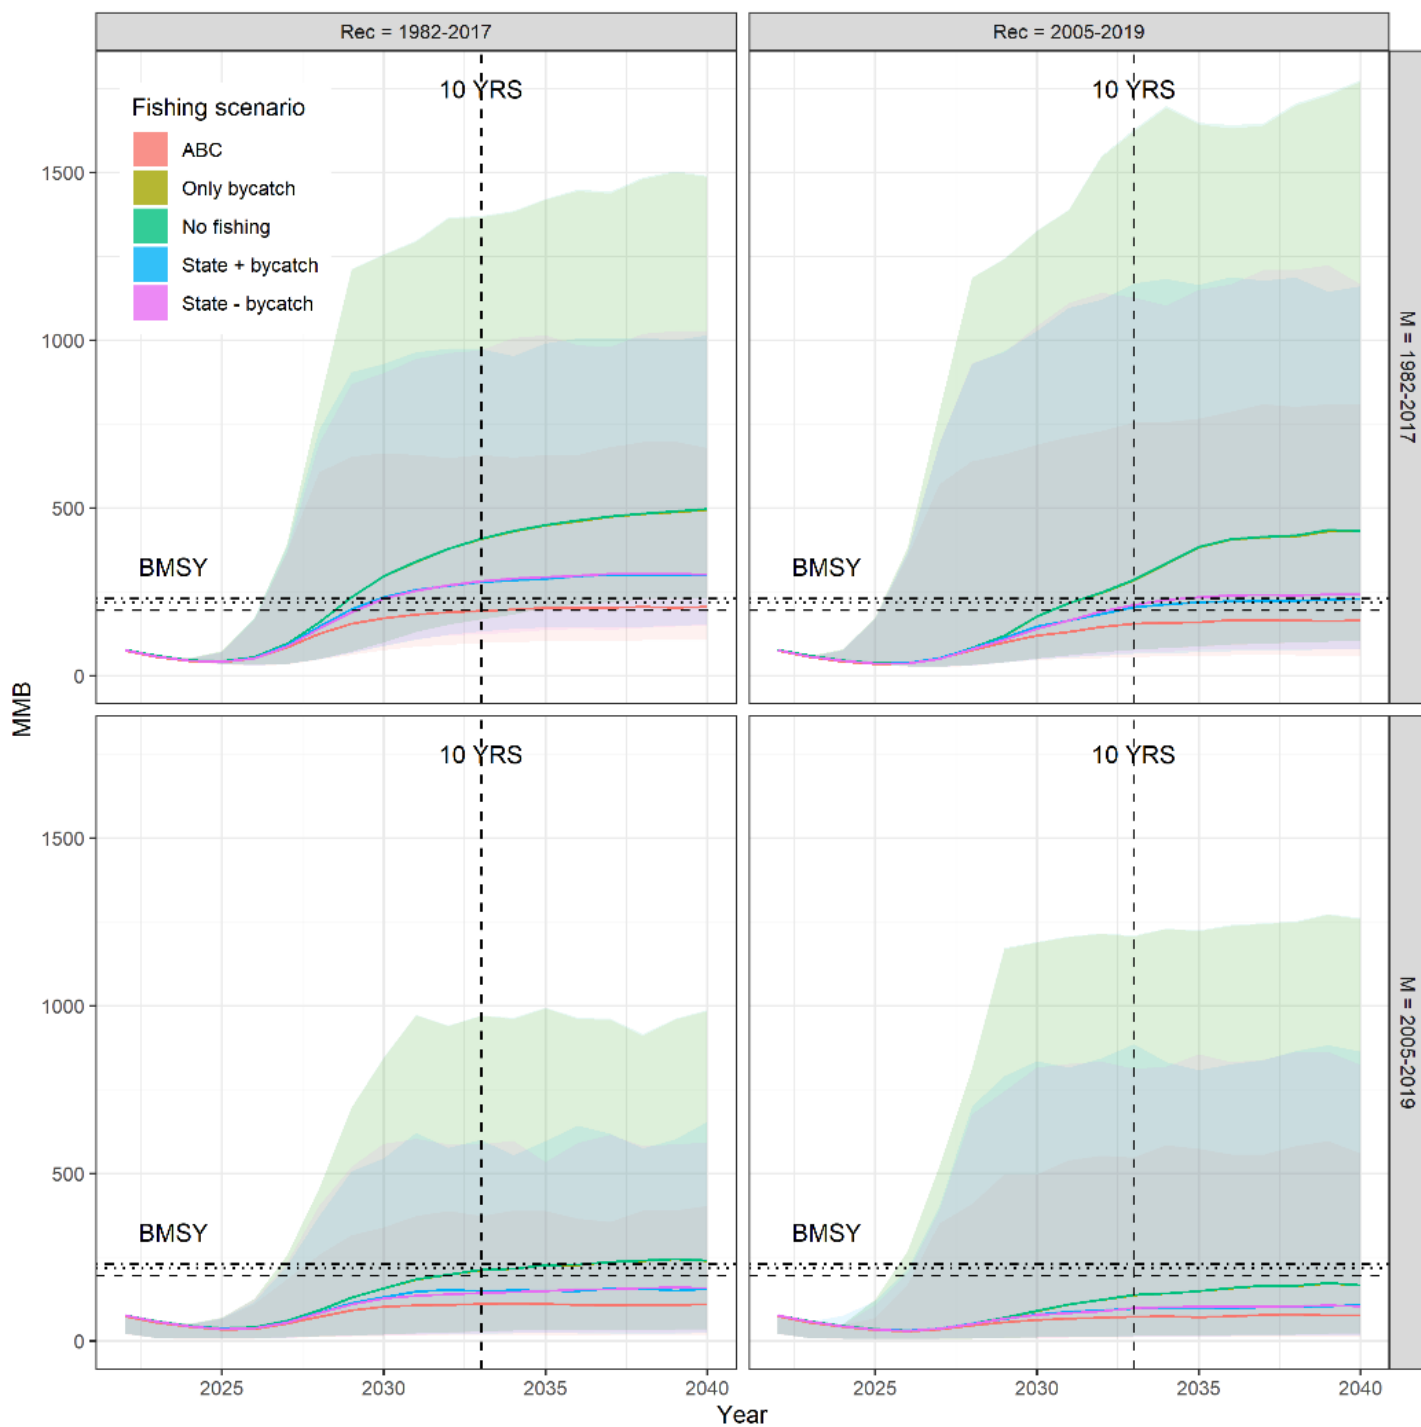 Rec = 1982-2017
Rec = 2005-2019
10 YRS
10 YRS
Fishing scenario
ABC
Only bycatch
No fishing
State + bycatch
State - bycatch
1500
1000
500
0
BMSY
BMSY
M = 1982-2017
MMB
10 YRS
10 YRS
1500
1000
500
0
BMSY
BMSY
M = 2005-2019
2025
2030
2035
2040
2025
2030
2035
2040
Year